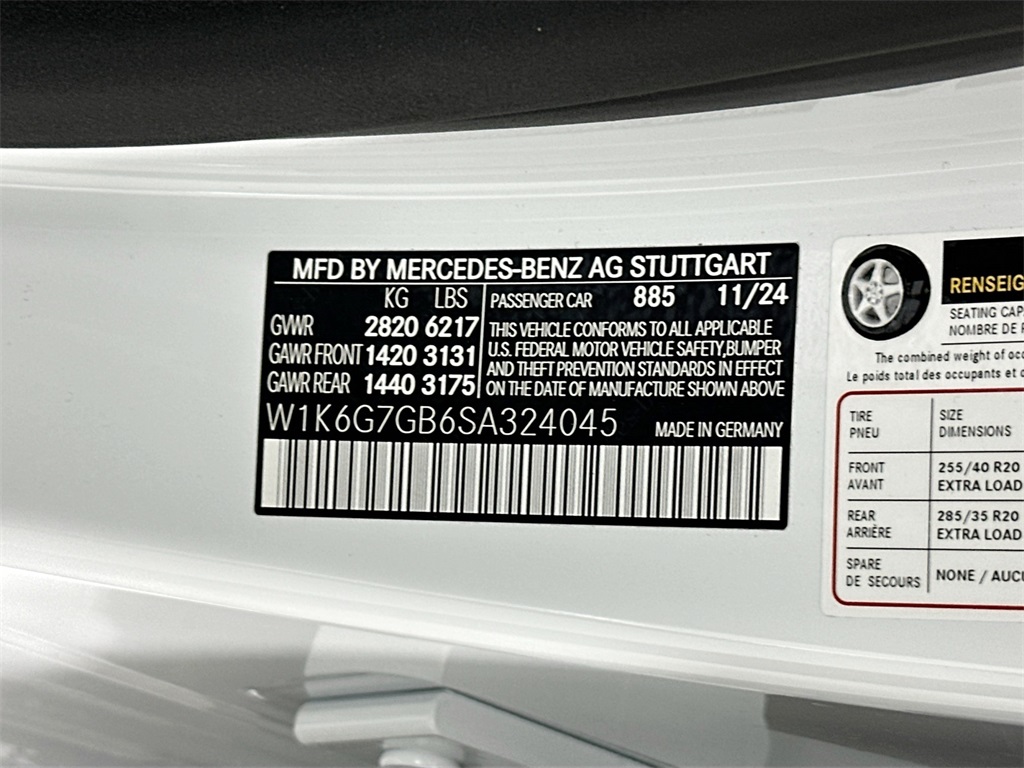 MFD BY MERCEDES-BENZ AG STUTTGART
KG LBS
GVWR 2820 6217
GAWR FRONT 1420 3131
GAWR REAR 1440 3175
PASSENGER CAR 885 11/24
THIS VEHICLE CONFORMS TO ALL APPLICABLE
U.S. FEDERAL MOTOR VEHICLE SAFETY,BUMPER
AND THEFT PREVENTION STANDARDS IN EFFECT
ON THE DATE OF MANUFACTURE SHOWN ABOVE
W1K6G7GB6SA324045
MADE IN GERMANY
RENSEIG
SEATING CAP
NOMBRE DE P
The combined weight of occ
Le poids total des occupants et c
TIRE SIZE
PNEU DIMENSIONS
FRONT 255/40 R20
AVANT EXTRA LOAD
REAR 285/35 R20
ARRIÈRE EXTRA LOAD
SPARE
DE SECOURS
NONE / AUCU